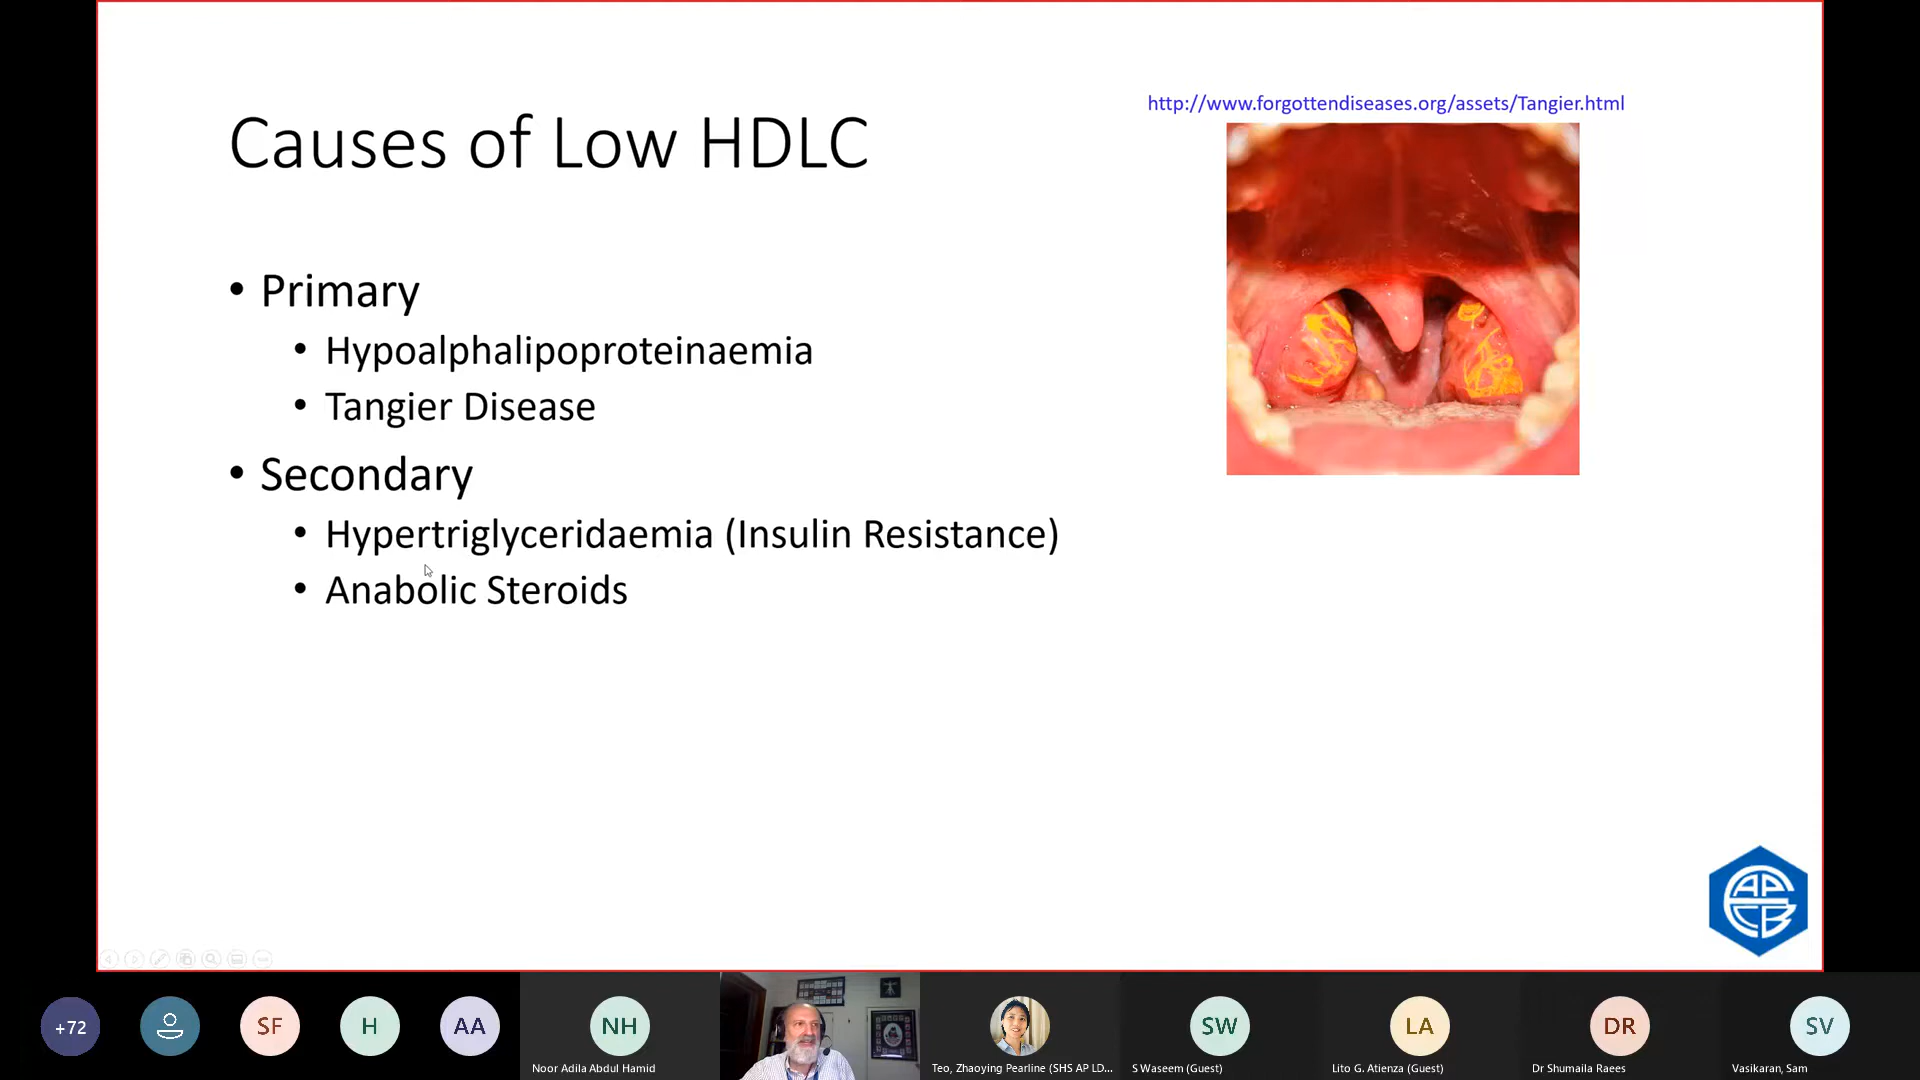 http://www.forgottendiseases.org/assets/Tangier.html
Causes of Low HDLC
• Primary
• Hypoalphalipoproteinaemia
• Tangier Disease
• Secondary
• Hypertriglyceridaemia (Insulin Resistance)
• Anabolic Steroids
AP
CB
+72
SF
H
AA
NH
SW
LA
DR
SV
Noor Adila Abdul Hamid
Teo, Zhaoying Pearline (SHS AP LD...
S Waseem (Guest)
Lito G. Atienza (Guest)
Dr Shumaila Raees
Vasikaran, Sam